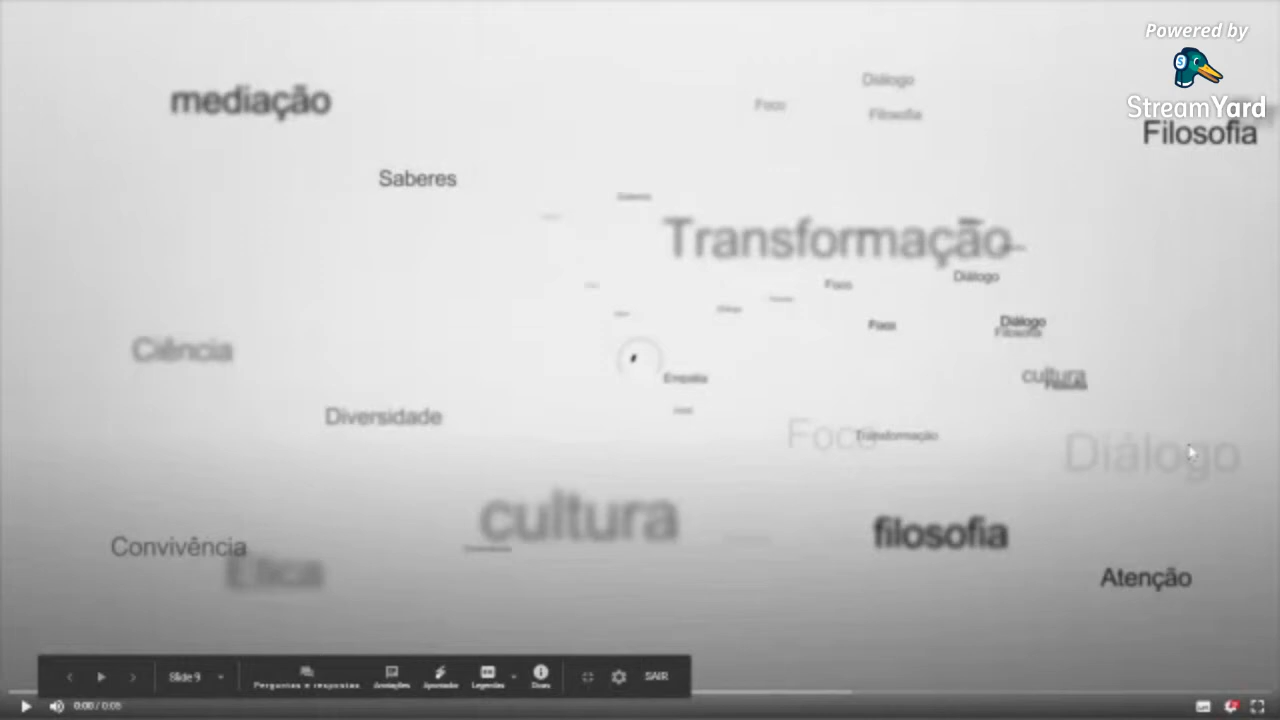 Powered by
StreamYard
mediação
Diálogo
Foco
Filosofia
Filosofia
Saberes
Transformação
Diálogo
Foco
Foco
Diálogo
Filosofia
Ciência
cultura
Empatia
Diversidade
Foco
Transformação
Diálogo
cultura
filosofia
Convivência
Ética
Atenção
Slide 9
Perguntas e respostas
Anotações
Apontador
Legendas
Dicas
SAIR
0:00 / 0:05